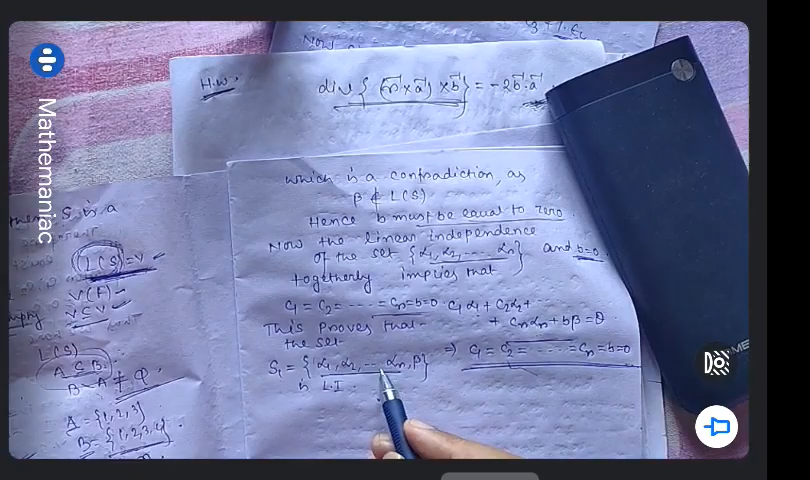 Mathemaniac
Now
H.W.
div { (r⃗ × a⃗) × b⃗ } = -2b⃗.a⃗
which is a contradiction, as
β ∉ L(S)
Hence b must be equal to zero.
Now the linear independence
of the set {α1, α2, .... αn} and b=0.
togetherly implies that
C1 = C2 = .... = Cn = b = 0. C1α1 + C2α2 +
This proves that + Cnαn + bβ = θ
the set
S1 = {α1, α2, ... αn, β} ⇒ C1 = C2 = ..... = Cn = b = 0
is L.I.
S is a
L(S) = V
V(F)
V ⊆ V
L(S)
A ⊆ B.
B - A ≠ φ
A = {1, 2, 3}
B = {1, 2, 3, 4}